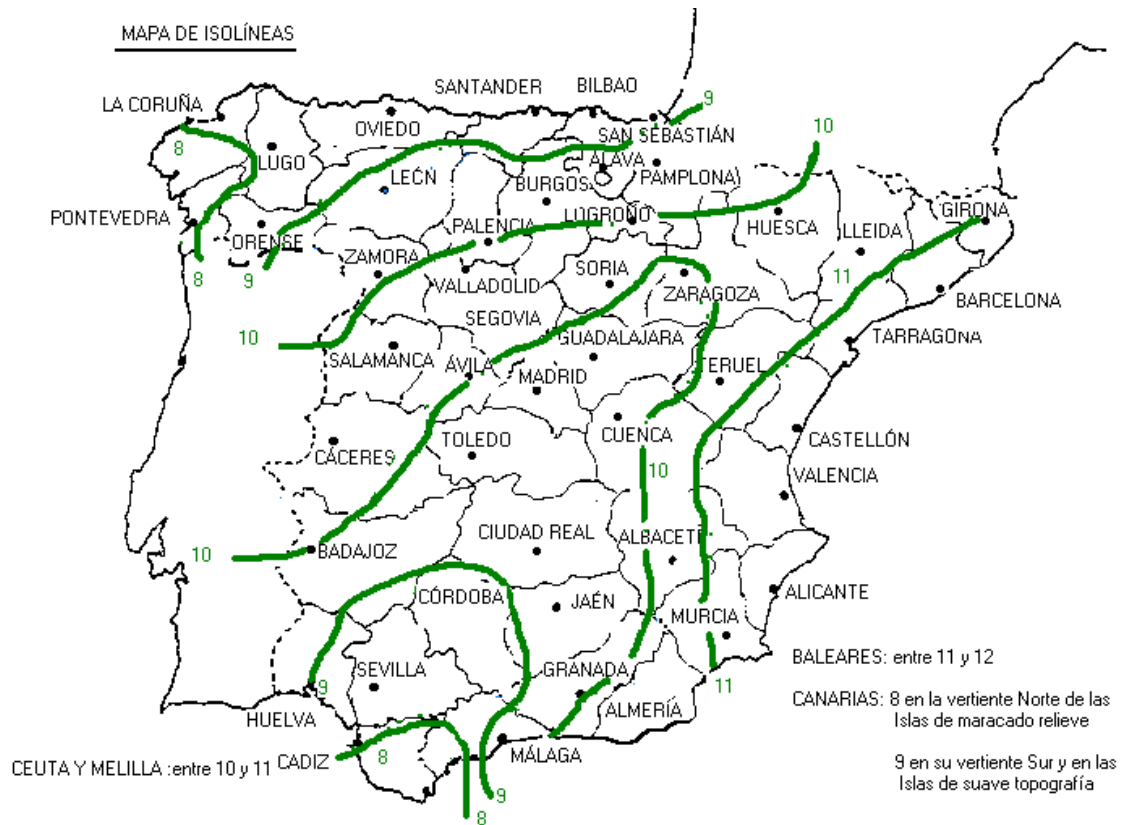 MAPA DE ISOLÍNEAS
SANTANDER
BILBAO
LA CORUÑA
9
OVIEDO
SAN SEBASTIÁN
10
8
LUGO
ALAVA
LEÓN
BURGOS
PAMPLONA
PONTEVEDRA
ORENSE
PALENCIA
LOGROÑO
HUESCA
LLEIDA
GIRONA
8
9
ZAMORA
VALLADOLID
SORIA
ZARAGOZA
11
BARCELONA
SEGOVIA
10
SALAMANCA
GUADALAJARA
TARRAGONA
ÁVILA
MADRID
TERUEL
CÁCERES
TOLEDO
CUENCA
CASTELLÓN
10
VALENCIA
10
BADAJOZ
CIUDAD REAL
ALBACETE
CÓRDOBA
JAÉN
ALICANTE
MURCIA
SEVILLA
GRANADA
BALEARES: entre 11 y 12
9
11
HUELVA
ALMERÍA
CANARIAS: 8 en la vertiente Norte de las
Islas de maracado relieve
8
MÁLAGA
CEUTA Y MELILLA :entre 10 y 11
CADIZ
9 en su vertiente Sur y en las
Islas de suave topografía
9
8